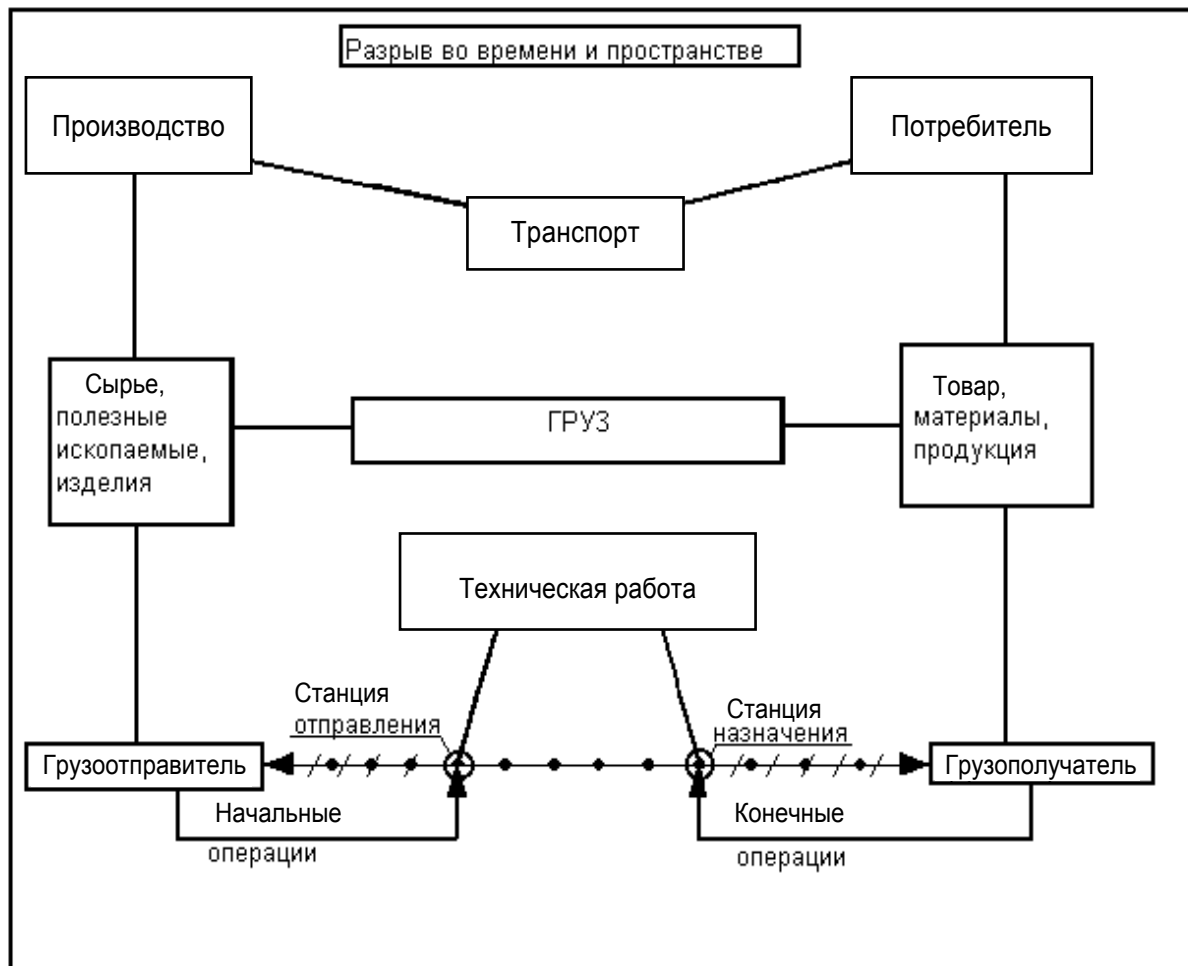 Разрыв во времени и пространстве
Производство
Потребитель
Транспорт
Сырье,
полезные
ископаемые,
изделия
ГРУЗ
Товар,
материалы,
продукция
Техническая работа
Станция
отправления
Станция
назначения
Грузоотправитель
Грузополучатель
Начальные
операции
Конечные
операции